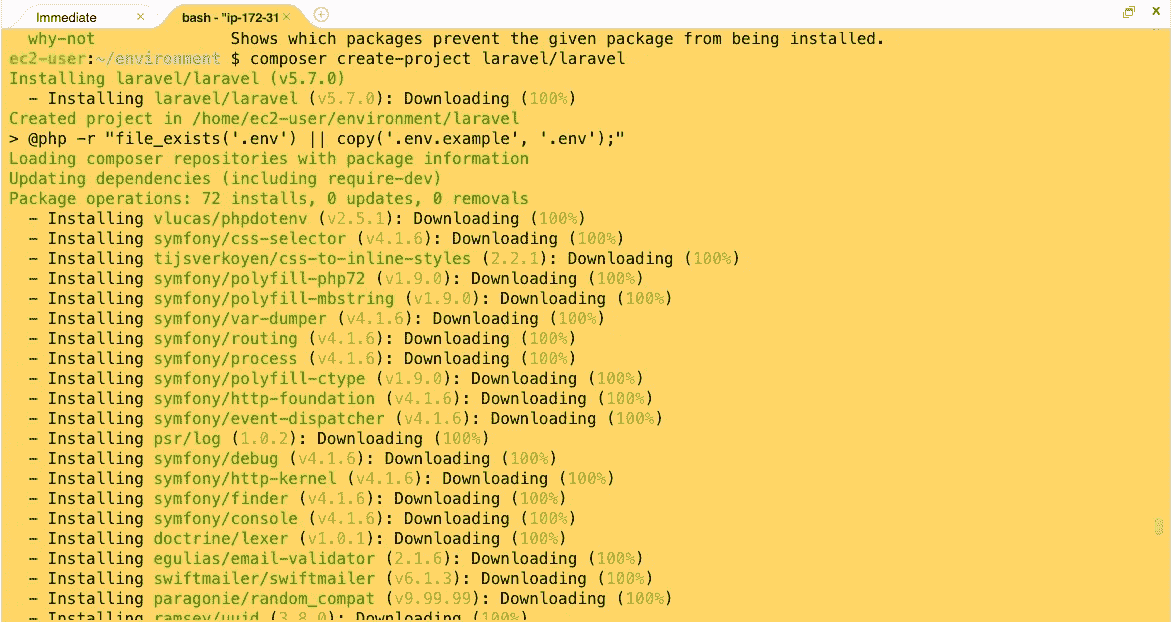 Immediate
bash - "ip-172-31
why-not Shows which packages prevent the given package from being installed.
ec2-user:~/environment $ composer create-project laravel/laravel
Installing laravel/laravel (v5.7.0)
- Installing laravel/laravel (v5.7.0): Downloading (100%)
Created project in /home/ec2-user/environment/laravel
> @php -r "file_exists('.env') || copy('.env.example', '.env');"
Loading composer repositories with package information
Updating dependencies (including require-dev)
Package operations: 72 installs, 0 updates, 0 removals
- Installing vlucas/phpdotenv (v2.5.1): Downloading (100%)
- Installing symfony/css-selector (v4.1.6): Downloading (100%)
- Installing tijsverkoyen/css-to-inline-styles (2.2.1): Downloading (100%)
- Installing symfony/polyfill-php72 (v1.9.0): Downloading (100%)
- Installing symfony/polyfill-mbstring (v1.9.0): Downloading (100%)
- Installing symfony/var-dumper (v4.1.6): Downloading (100%)
- Installing symfony/routing (v4.1.6): Downloading (100%)
- Installing symfony/process (v4.1.6): Downloading (100%)
- Installing symfony/polyfill-ctype (v1.9.0): Downloading (100%)
- Installing symfony/http-foundation (v4.1.6): Downloading (100%)
- Installing symfony/event-dispatcher (v4.1.6): Downloading (100%)
- Installing psr/log (1.0.2): Downloading (100%)
- Installing symfony/debug (v4.1.6): Downloading (100%)
- Installing symfony/http-kernel (v4.1.6): Downloading (100%)
- Installing symfony/finder (v4.1.6): Downloading (100%)
- Installing symfony/console (v4.1.6): Downloading (100%)
- Installing doctrine/lexer (v1.0.1): Downloading (100%)
- Installing egulias/email-validator (2.1.6): Downloading (100%)
- Installing swiftmailer/swiftmailer (v6.1.3): Downloading (100%)
- Installing paragonie/random_compat (v9.99.99): Downloading (100%)
- Installing ramsey/uuid (3.8.0): Downloading (100%)